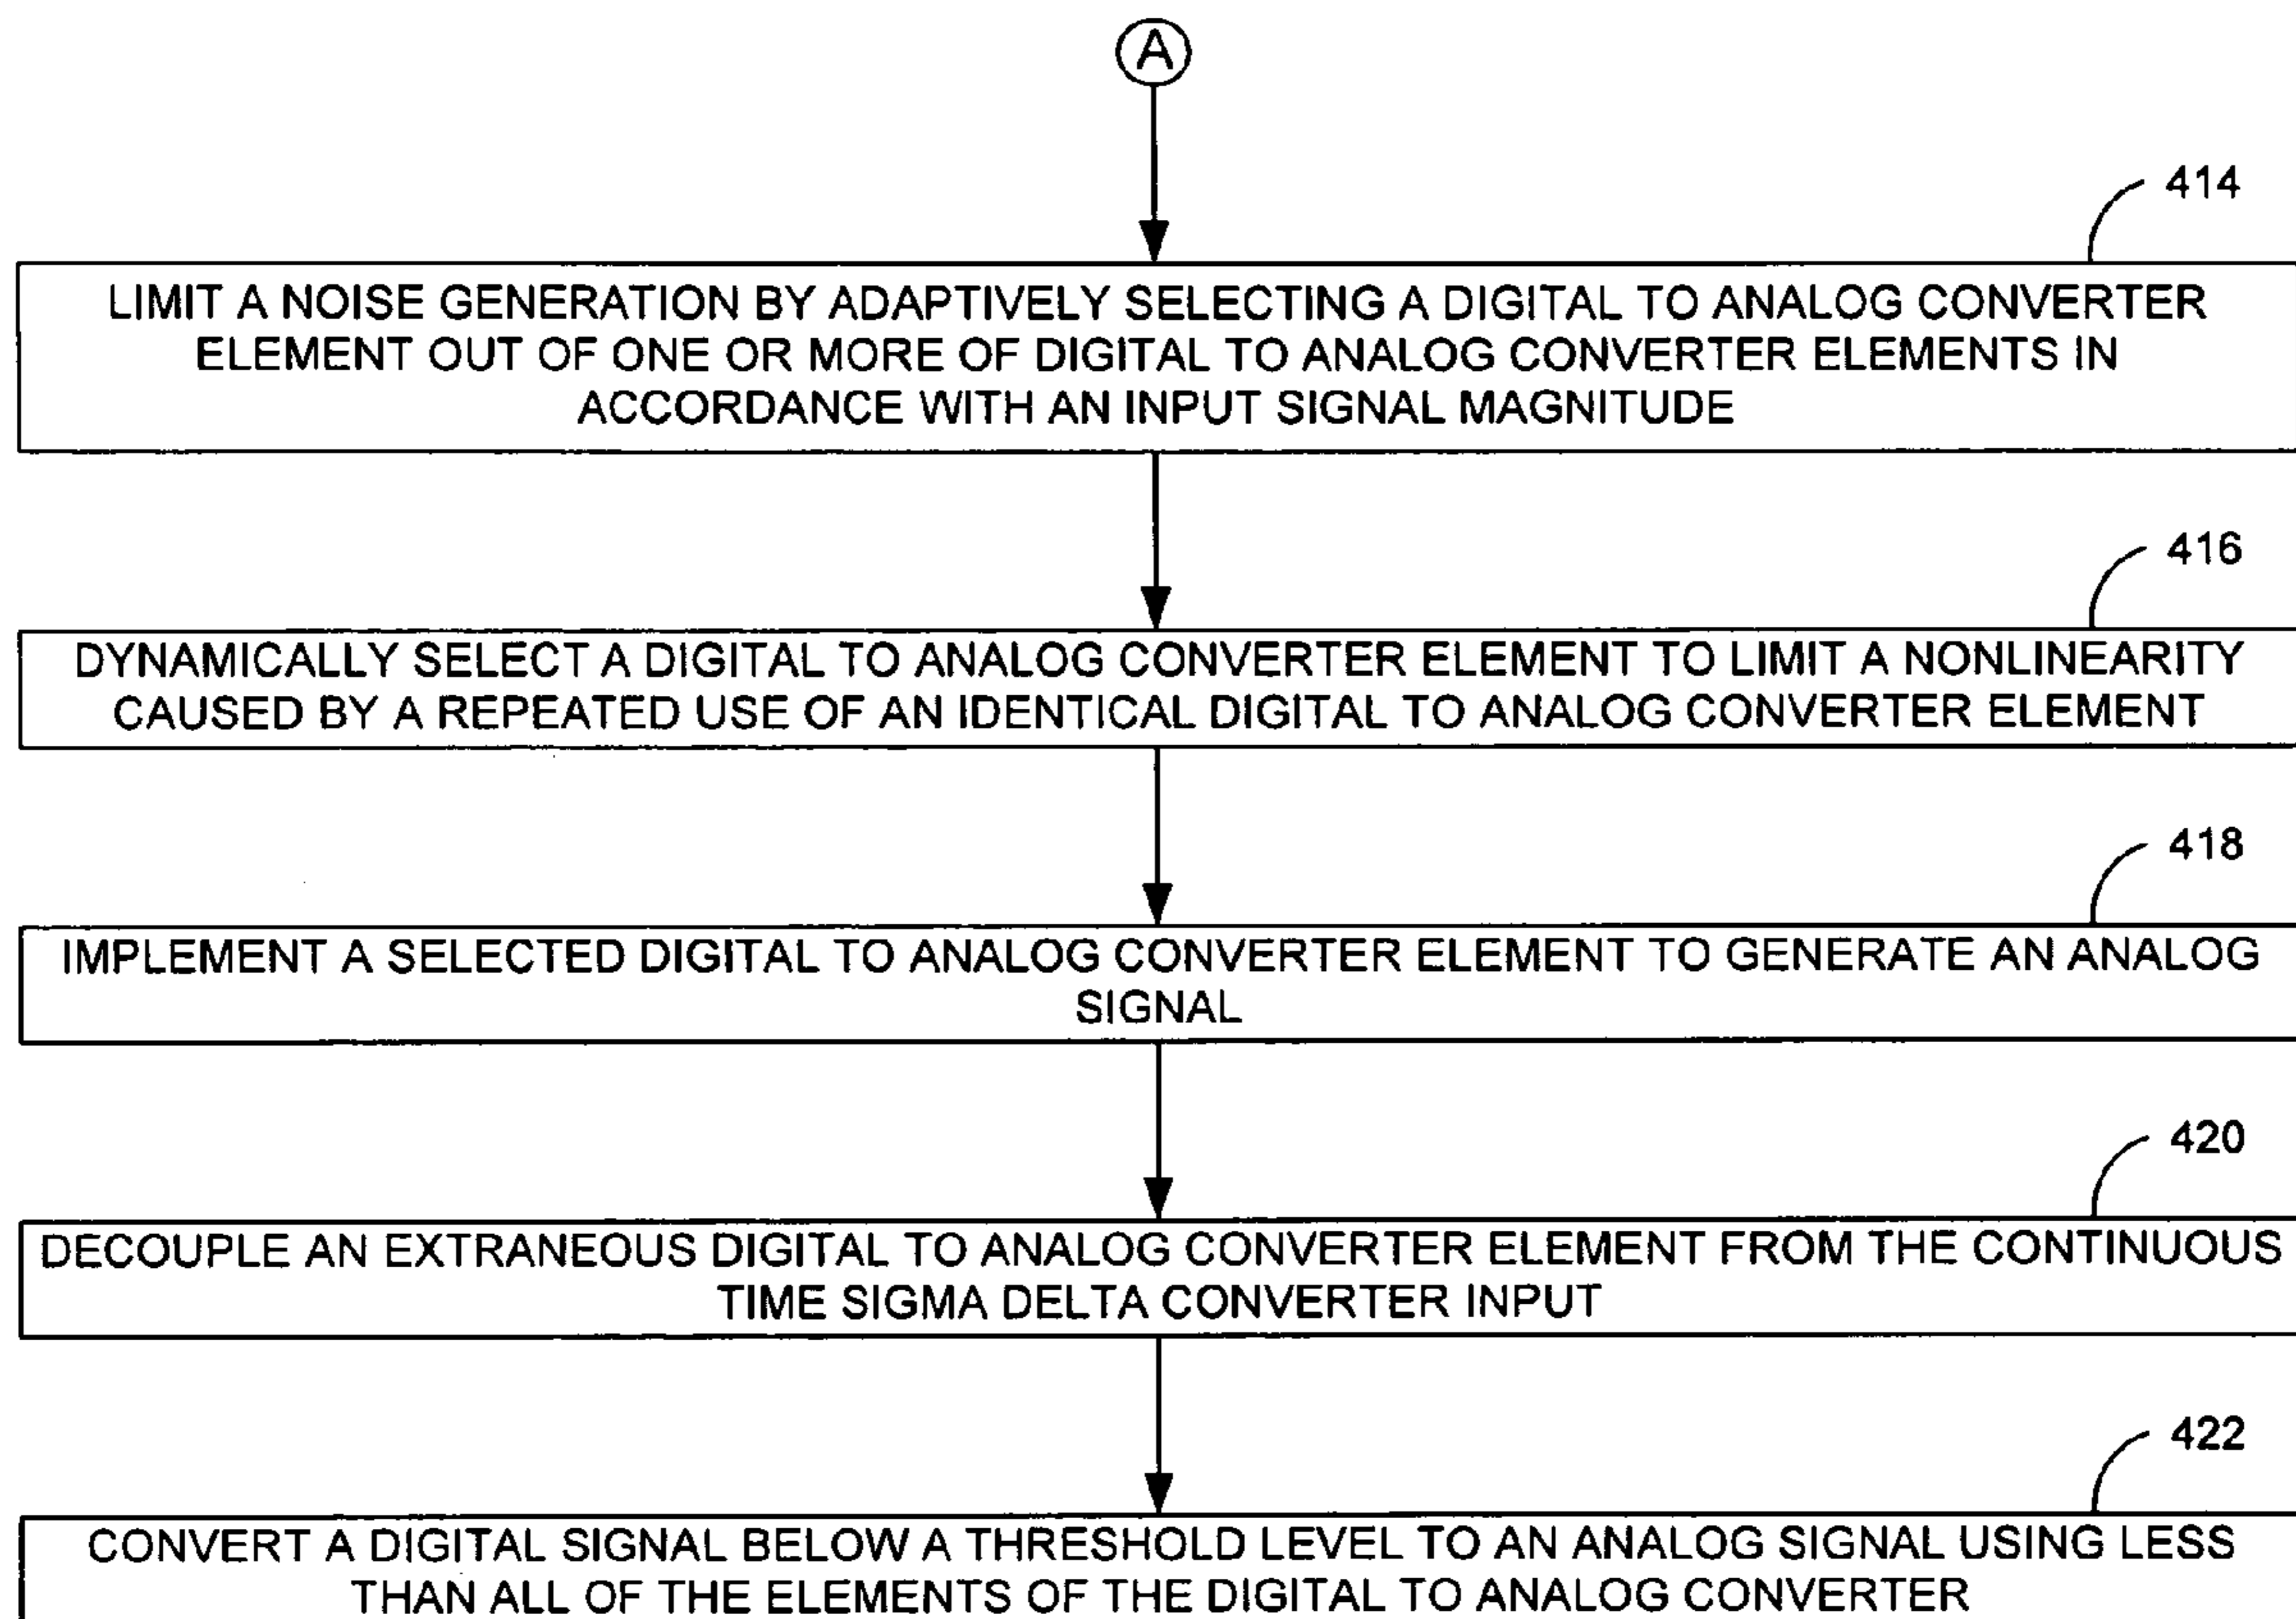 A
414
LIMIT A NOISE GENERATION BY ADAPTIVELY SELECTING A DIGITAL TO ANALOG CONVERTER
ELEMENT OUT OF ONE OR MORE OF DIGITAL TO ANALOG CONVERTER ELEMENTS IN
ACCORDANCE WITH AN INPUT SIGNAL MAGNITUDE
416
DYNAMICALLY SELECT A DIGITAL TO ANALOG CONVERTER ELEMENT TO LIMIT A NONLINEARITY
CAUSED BY A REPEATED USE OF AN IDENTICAL DIGITAL TO ANALOG CONVERTER ELEMENT
418
IMPLEMENT A SELECTED DIGITAL TO ANALOG CONVERTER ELEMENT TO GENERATE AN ANALOG
SIGNAL
420
DECOUPLE AN EXTRANEOUS DIGITAL TO ANALOG CONVERTER ELEMENT FROM THE CONTINUOUS
TIME SIGMA DELTA CONVERTER INPUT
422
CONVERT A DIGITAL SIGNAL BELOW A THRESHOLD LEVEL TO AN ANALOG SIGNAL USING LESS
THAN ALL OF THE ELEMENTS OF THE DIGITAL TO ANALOG CONVERTER